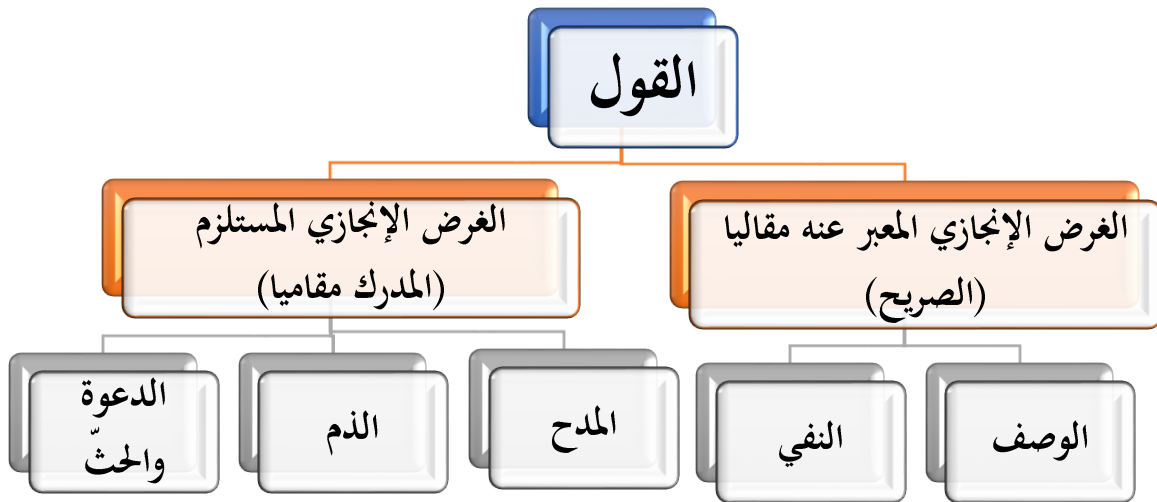 القول
الغرض الإنجازي المعبر عنه مقاليا
(الصريح)
الغرض الإنجازي المستلزم
(المدرك مقاميا)
الوصف
النفي
المدح
الذم
الدعوة
والحثّ